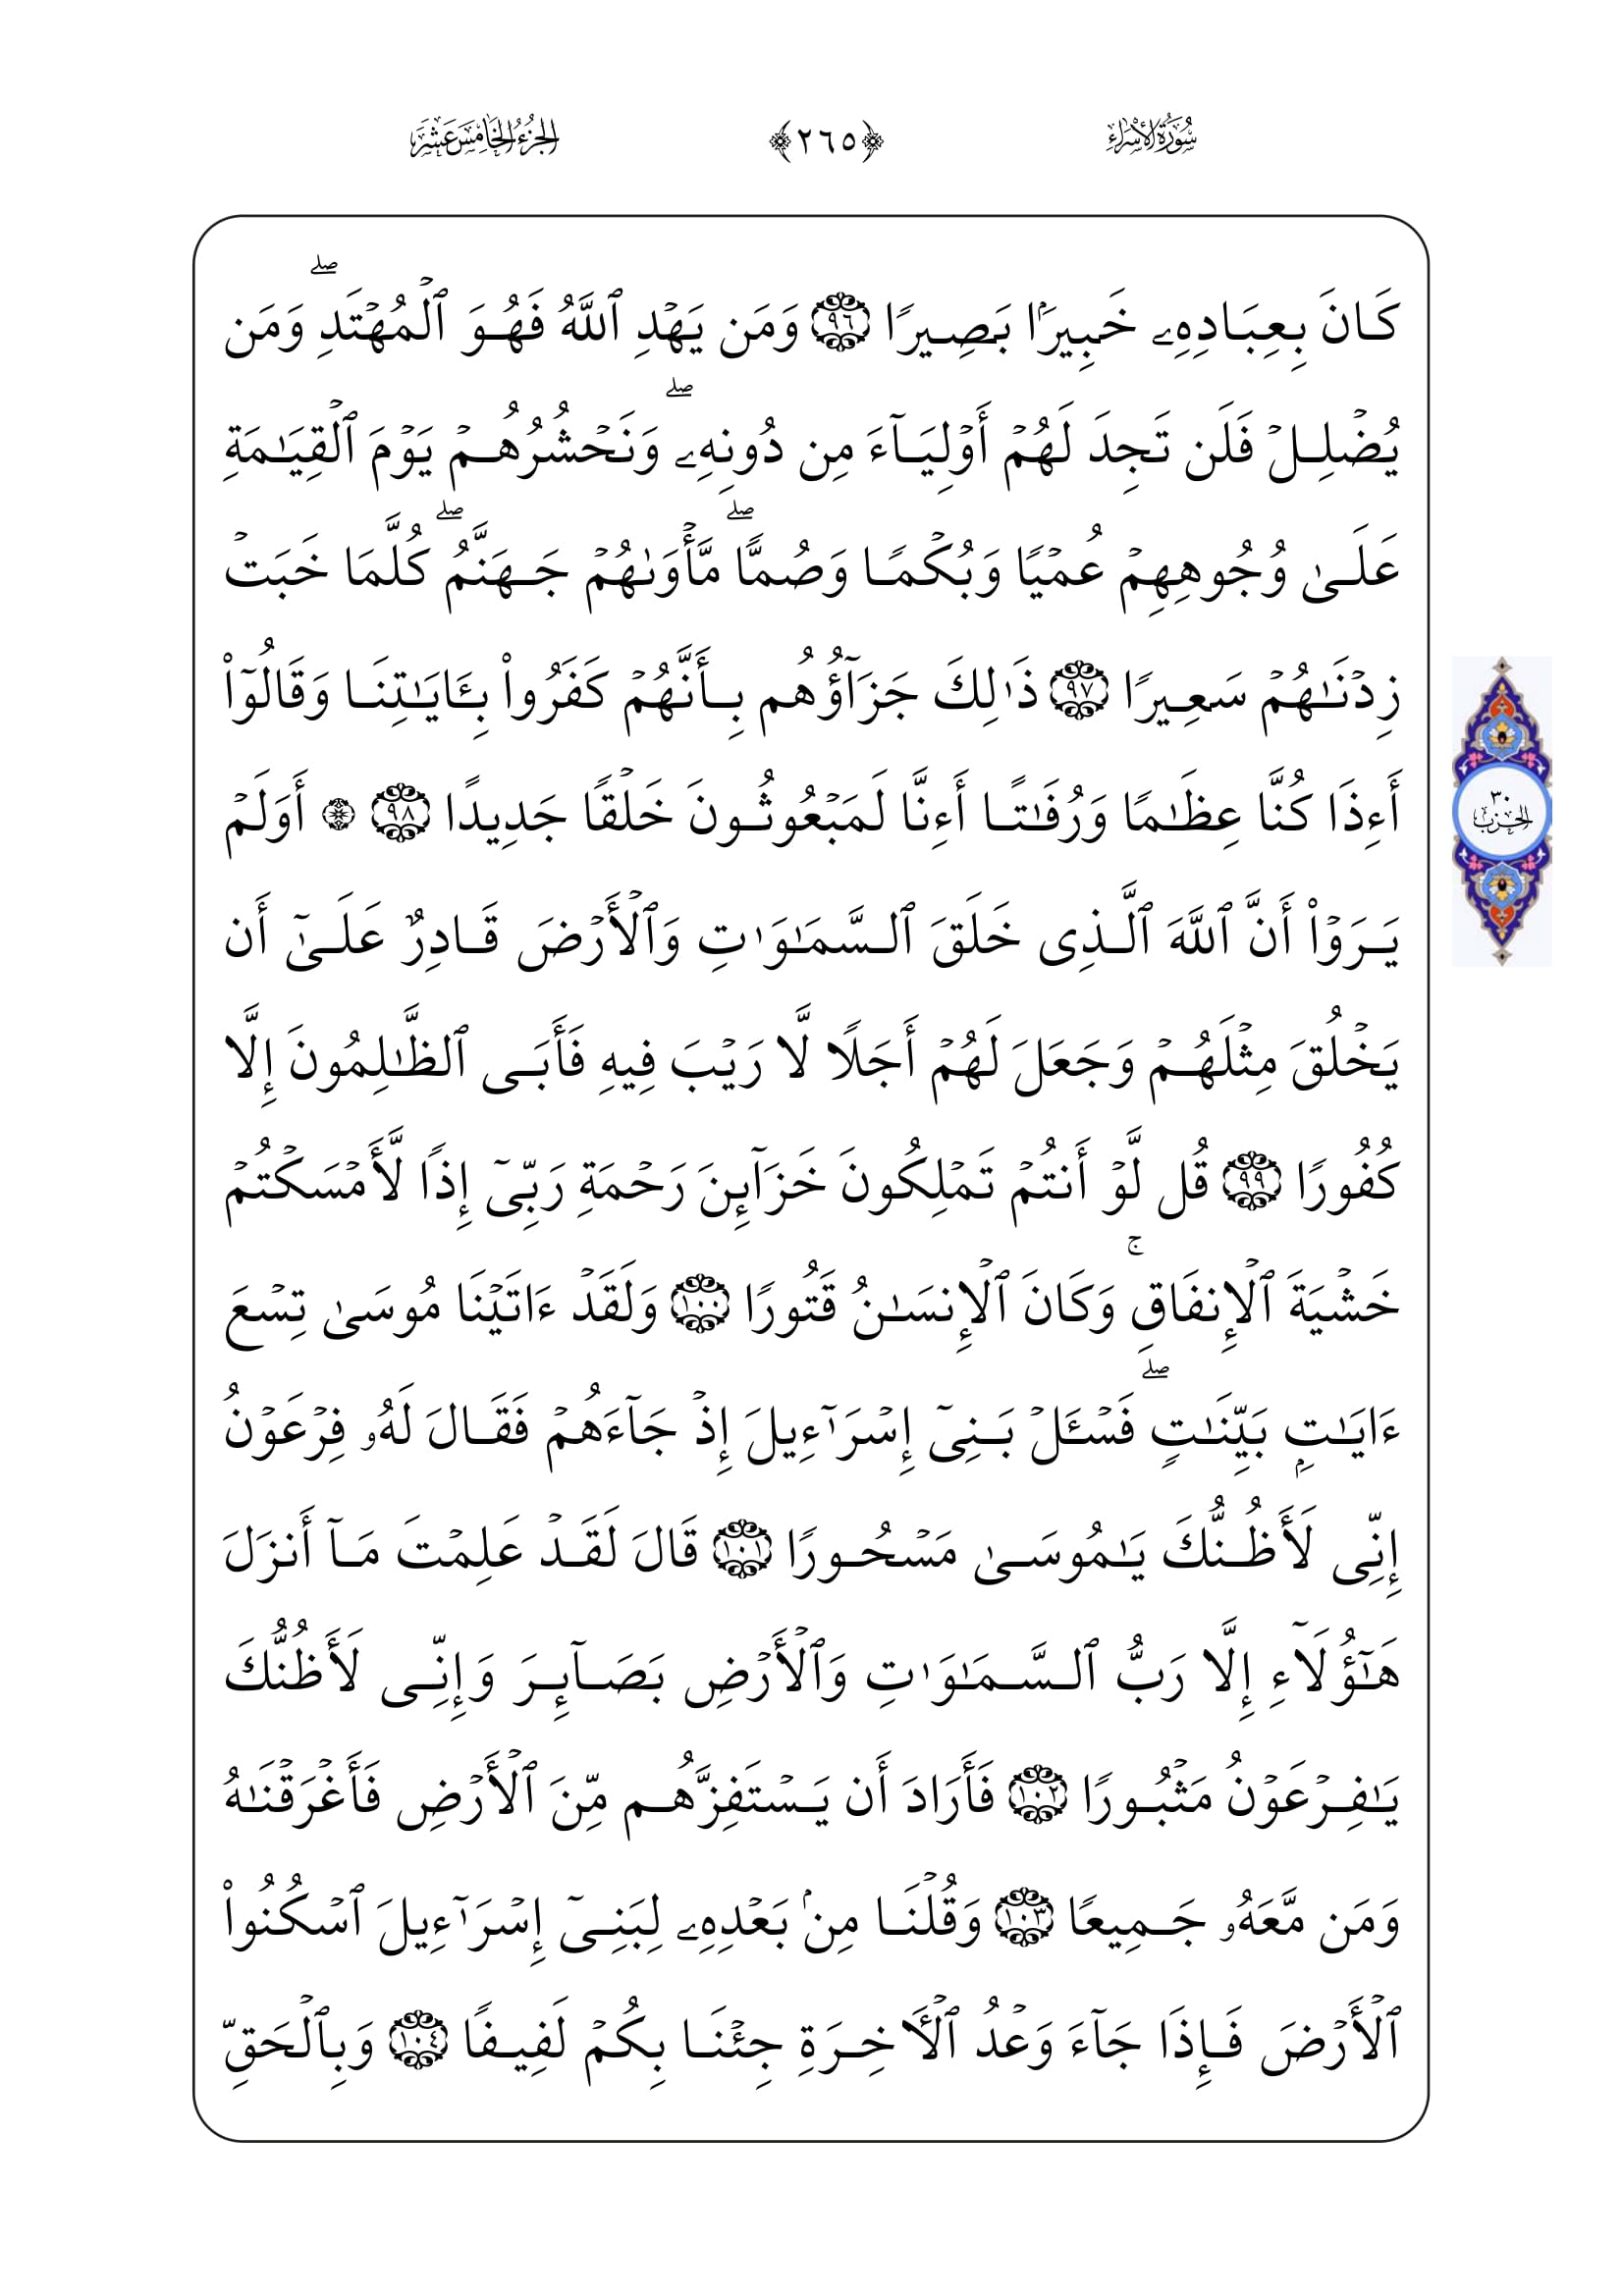 سُورَةُ الإِسْرَاءِ
﴿٢٦٥﴾
الجُزْءُ الخَامِسَ عَشَرَ
كَانَ بِعِبَادِهِۦ خَبِيرَۢا بَصِيرٗا ٩٦ وَمَن يَهۡدِ ٱللَّهُ فَهُوَ ٱلۡمُهۡتَدِۖ وَمَن
يُضۡلِلۡ فَلَن تَجِدَ لَهُمۡ أَوۡلِيَآءَ مِن دُونِهِۦۖ وَنَحۡشُرُهُمۡ يَوۡمَ ٱلۡقِيَٰمَةِ
عَلَىٰ وُجُوهِهِمۡ عُمۡيٗا وَبُكۡمٗا وَصُمّٗاۖ مَّأۡوَىٰهُمۡ جَهَنَّمُۖ كُلَّمَا خَبَتۡ
زِدۡنَٰهُمۡ سَعِيرٗا ٩٧ ذَٰلِكَ جَزَآؤُهُم بِأَنَّهُمۡ كَفَرُواْ بِـَٔايَٰتِنَا وَقَالُوٓاْ
أَءِذَا كُنَّا عِظَٰمٗا وَرُفَٰتًا أَءِنَّا لَمَبۡعُوثُونَ خَلۡقٗا جَدِيدًا ٩٨ ۞ أَوَلَمۡ
يَرَوۡاْ أَنَّ ٱللَّهَ ٱلَّذِي خَلَقَ ٱلسَّمَٰوَٰتِ وَٱلۡأَرۡضَ قَادِرٌ عَلَىٰٓ أَن
يَخۡلُقَ مِثۡلَهُمۡ وَجَعَلَ لَهُمۡ أَجَلٗا لَّا رَيۡبَ فِيهِ فَأَبَى ٱلظَّٰلِمُونَ إِلَّا
كُفُورٗا ٩٩ قُل لَّوۡ أَنتُمۡ تَمۡلِكُونَ خَزَآئِنَ رَحۡمَةِ رَبِّيٓ إِذٗا لَّأَمۡسَكۡتُمۡ
خَشۡيَةَ ٱلۡإِنفَاقِۚ وَكَانَ ٱلۡإِنسَٰنُ قَتُورٗا ١٠٠ وَلَقَدۡ ءَاتَيۡنَا مُوسَىٰ تِسۡعَ
ءَايَٰتِۭ بَيِّنَٰتٖۖ فَسۡـَٔلۡ بَنِيٓ إِسۡرَٰٓءِيلَ إِذۡ جَآءَهُمۡ فَقَالَ لَهُۥ فِرۡعَوۡنُ
إِنِّي لَأَظُنُّكَ يَٰمُوسَىٰ مَسۡحُورٗا ١٠١ قَالَ لَقَدۡ عَلِمۡتَ مَآ أَنزَلَ
هَٰٓؤُلَآءِ إِلَّا رَبُّ ٱلسَّمَٰوَٰتِ وَٱلۡأَرۡضِ بَصَآئِرَ وَإِنِّي لَأَظُنُّكَ
يَٰفِرۡعَوۡنُ مَثۡبُورٗا ١٠٢ فَأَرَادَ أَن يَسۡتَفِزَّهُم مِّنَ ٱلۡأَرۡضِ فَأَغۡرَقۡنَٰهُ
وَمَن مَّعَهُۥ جَمِيعٗا ١٠٣ وَقُلۡنَا مِنۢ بَعۡدِهِۦ لِبَنِيٓ إِسۡرَٰٓءِيلَ ٱسۡكُنُواْ
ٱلۡأَرۡضَ فَإِذَا جَآءَ وَعۡدُ ٱلۡأٓخِرَةِ جِئۡنَا بِكُمۡ لَفِيفٗا ١٠٤ وَبِٱلۡحَقِّ
٣٠
الحزب